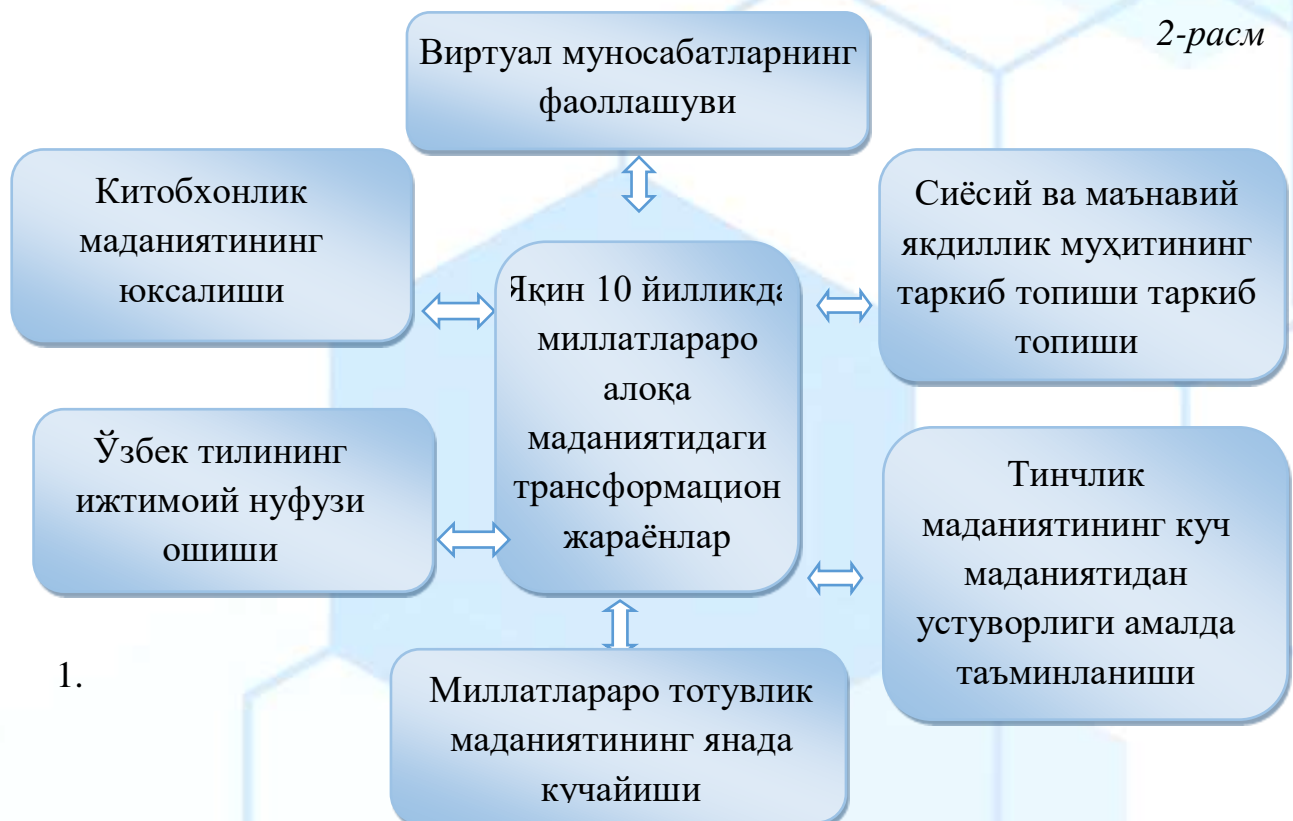 2-расм
Виртуал муносабатларнинг
фаоллашуви
Китобхонлик
маданиятининг
юксалиши
Сиёсий ва маънавий
якдиллик муҳитининг
таркиб топиши таркиб
топиши
Яқин 10 йилликда
миллатлараро
алоқа
маданиятидаги
трансформацион
жараёнлар
Ўзбек тилининг
ижтимоий нуфузи
ошиши
Тинчлик
маданиятининг куч
маданиятидан
устуворлиги амалда
таъминланиши
1.
Миллатлараро тотувлик
маданиятининг янада
кучайиши